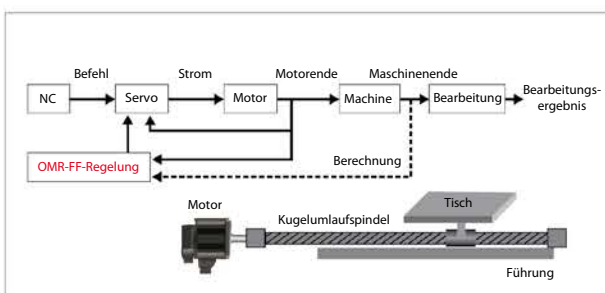 Befehl
Strom
Motorende
Maschinenende
NC
Servo
Motor
Machine
Bearbeitung
Bearbeitungs-
ergebnis
OMR-FF-Regelung
Berechnung
Motor
Kugelumlaufspindel
Tisch
Führung